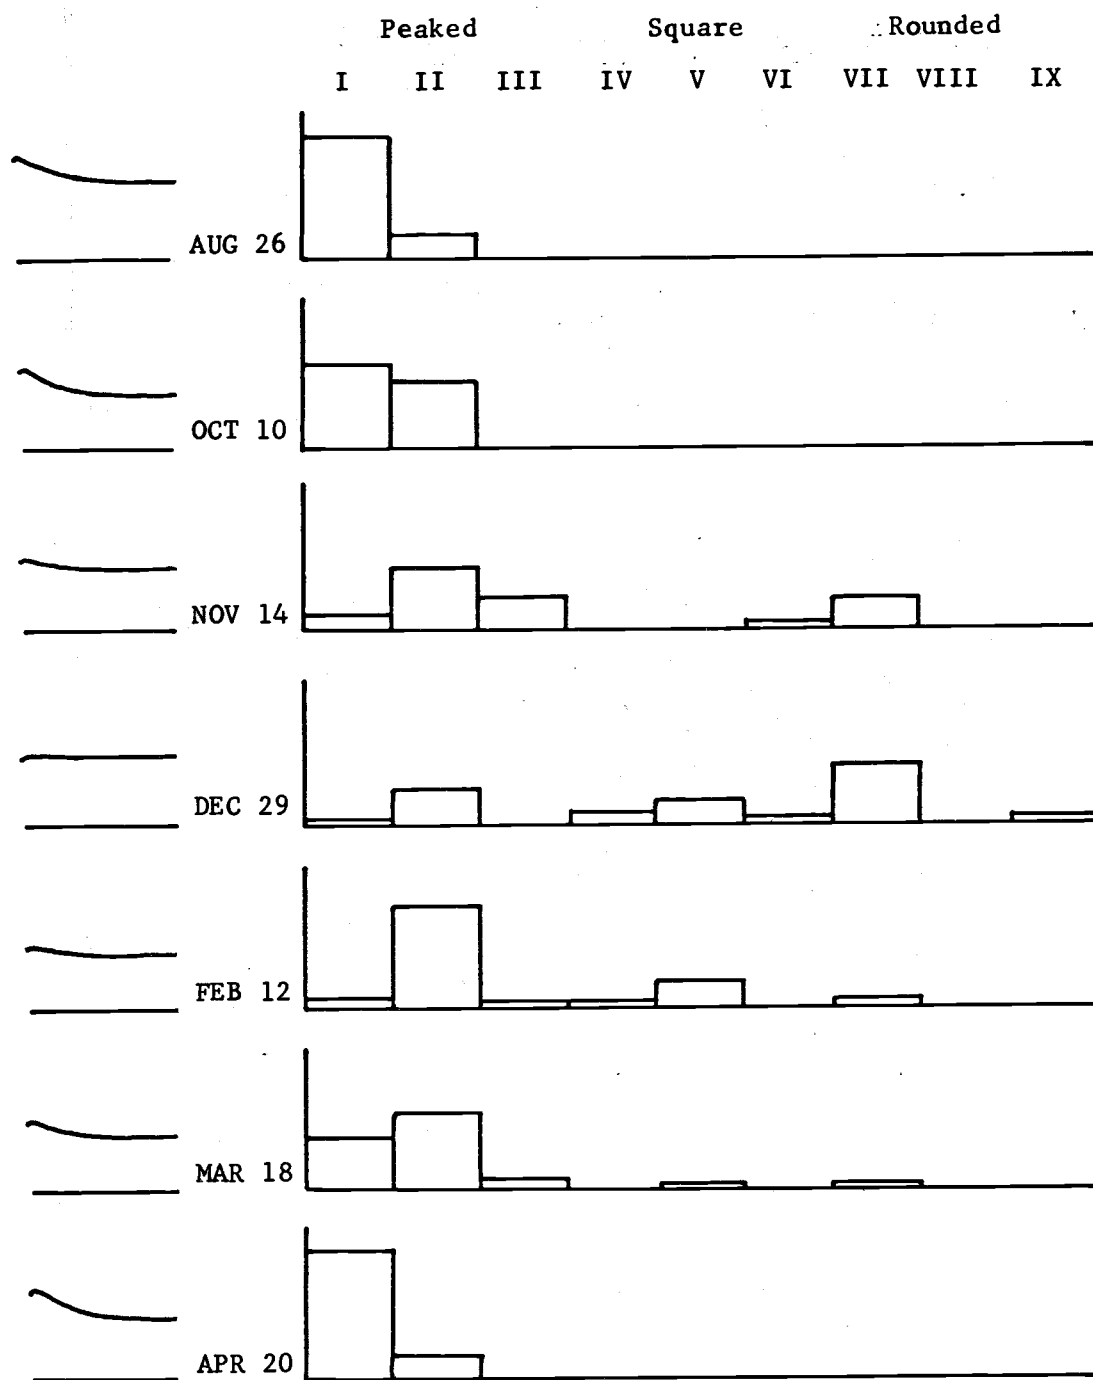 Peaked Square Rounded
I II III IV V VI VII VIII IX
AUG 26
OCT 10
NOV 14
DEC 29
FEB 12
MAR 18
APR 20